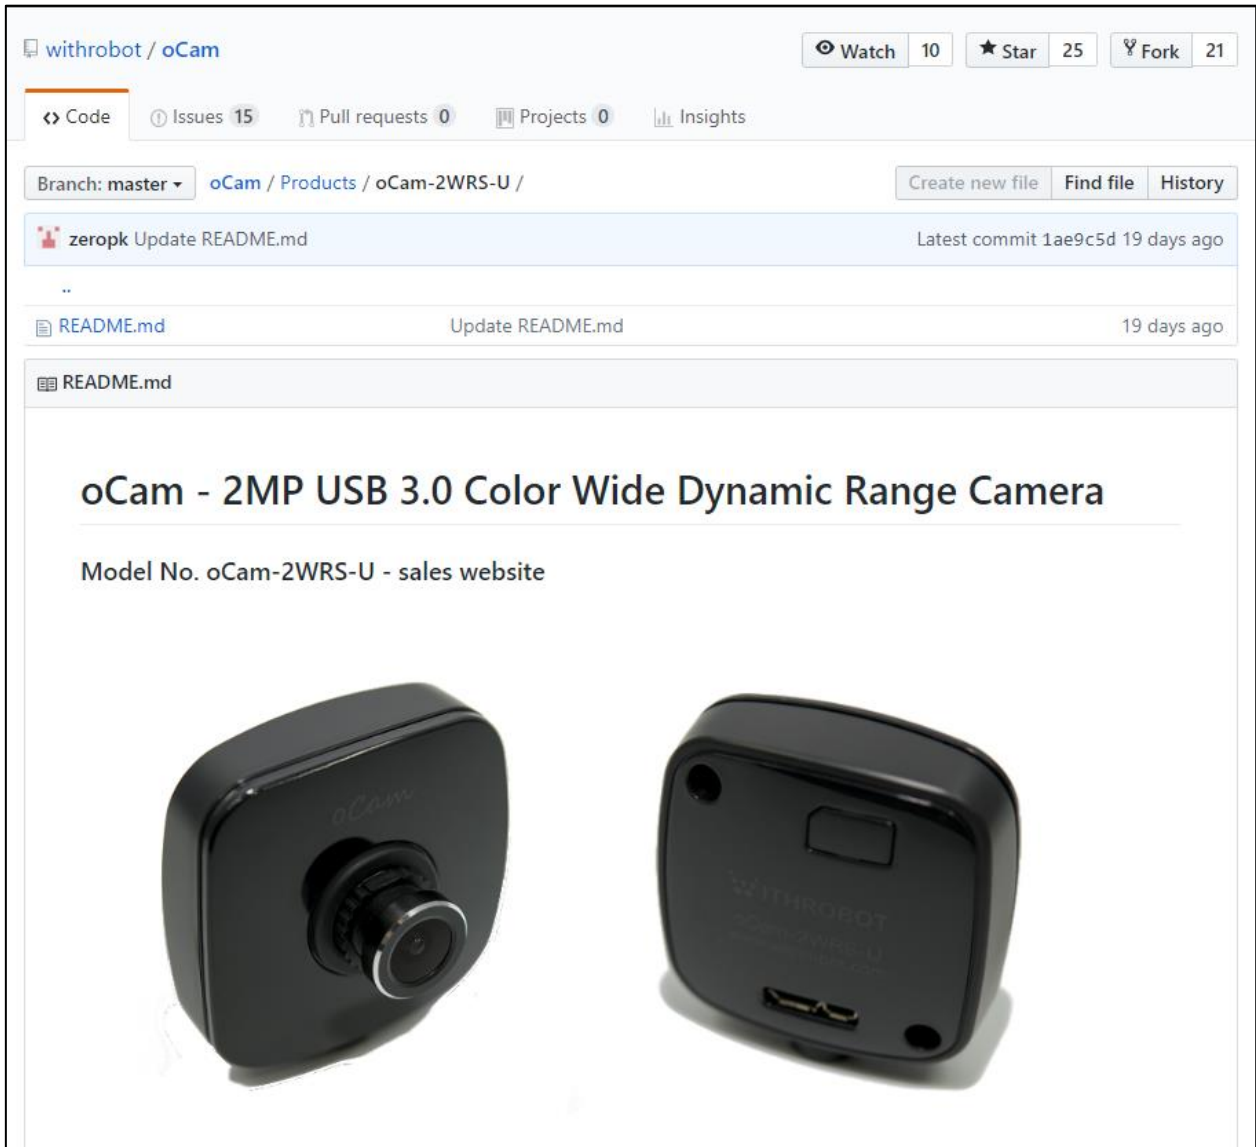 withrobot / oCam
Watch 10 Star 25 Fork 21
Code Issues 15 Pull requests 0 Projects 0 Insights
Branch: master oCam / Products / oCam-2WRS-U / Create new file Find file History
zeropk Update README.md Latest commit 1ae9c5d 19 days ago
..
README.md Update README.md 19 days ago
README.md
oCam - 2MP USB 3.0 Color Wide Dynamic Range Camera
Model No. oCam-2WRS-U - sales website
oCam
WITHROBOT
oCam-2WRS-U